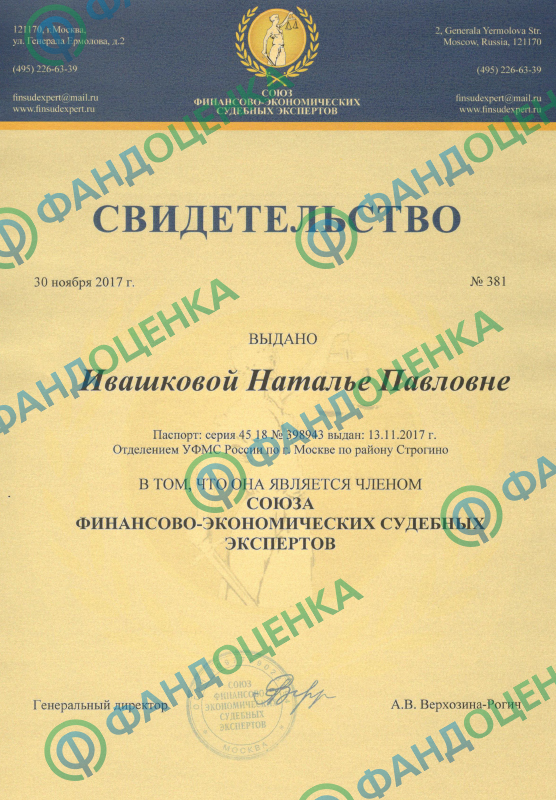 121170, г.Москва,
ул. Генерала Ермолова, д.2
(495) 226-63-39
finsudexpert@mail.ru
www.finsudexpert.ru
2, Generala Yermolova Str.
Moscow, Russia, 121170
(495) 226-63-39
finsudexpert@mail.ru
www.finsudexpert.ru
СОЮЗ
ФИНАНСОВО-ЭКОНОМИЧЕСКИХ
СУДЕБНЫХ ЭКСПЕРТОВ
СВИДЕТЕЛЬСТВО
30 ноября 2017 г.
№ 381
ВЫДАНО
Ивашковой Наталье Павловне
Паспорт: серия 45 18 № 398943 выдан: 13.11.2017 г.
Отделением УФМС России по г. Москве по району Строгино
В ТОМ, ЧТО ОНА ЯВЛЯЕТСЯ ЧЛЕНОМ
СОЮЗА
ФИНАНСОВО-ЭКОНОМИЧЕСКИХ СУДЕБНЫХ
ЭКСПЕРТОВ
Генеральный директор
А.В. Верхозина-Рогич
СОЮЗ
ФИНАНСОВО-
ЭКОНОМИЧЕСКИХ
СУДЕБНЫХ
ЭКСПЕРТОВ
МОСКВА
ФАНДОЦЕНКА
ФАНДОЦЕНКА
ФАНДОЦЕНКА
ФАНДОЦЕНКА
ФАНДОЦЕНКА
ФАНДОЦЕНКА